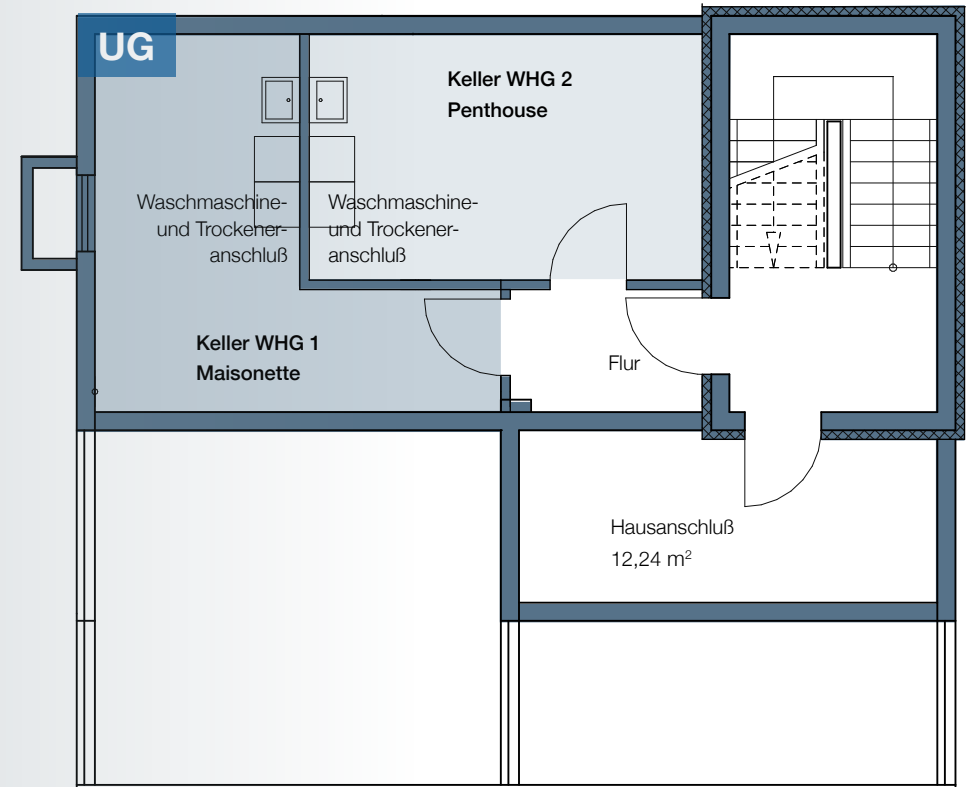 UG
Keller WHG 2
Penthouse
Waschmaschine-
und Trockener-
anschluß
Waschmaschine-
und Trockener-
anschluß
Keller WHG 1
Maisonette
Flur
Hausanschluß
12,24 m²